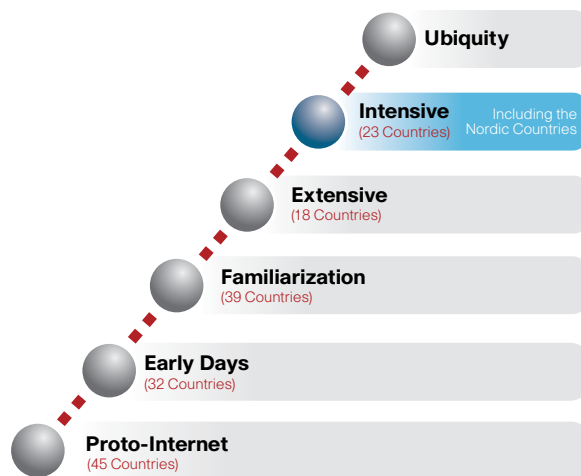 Ubiquity
Intensive
(23 Countries)
Including the
Nordic Countries
Extensive
(18 Countries)
Familiarization
(39 Countries)
Early Days
(32 Countries)
Proto-Internet
(45 Countries)